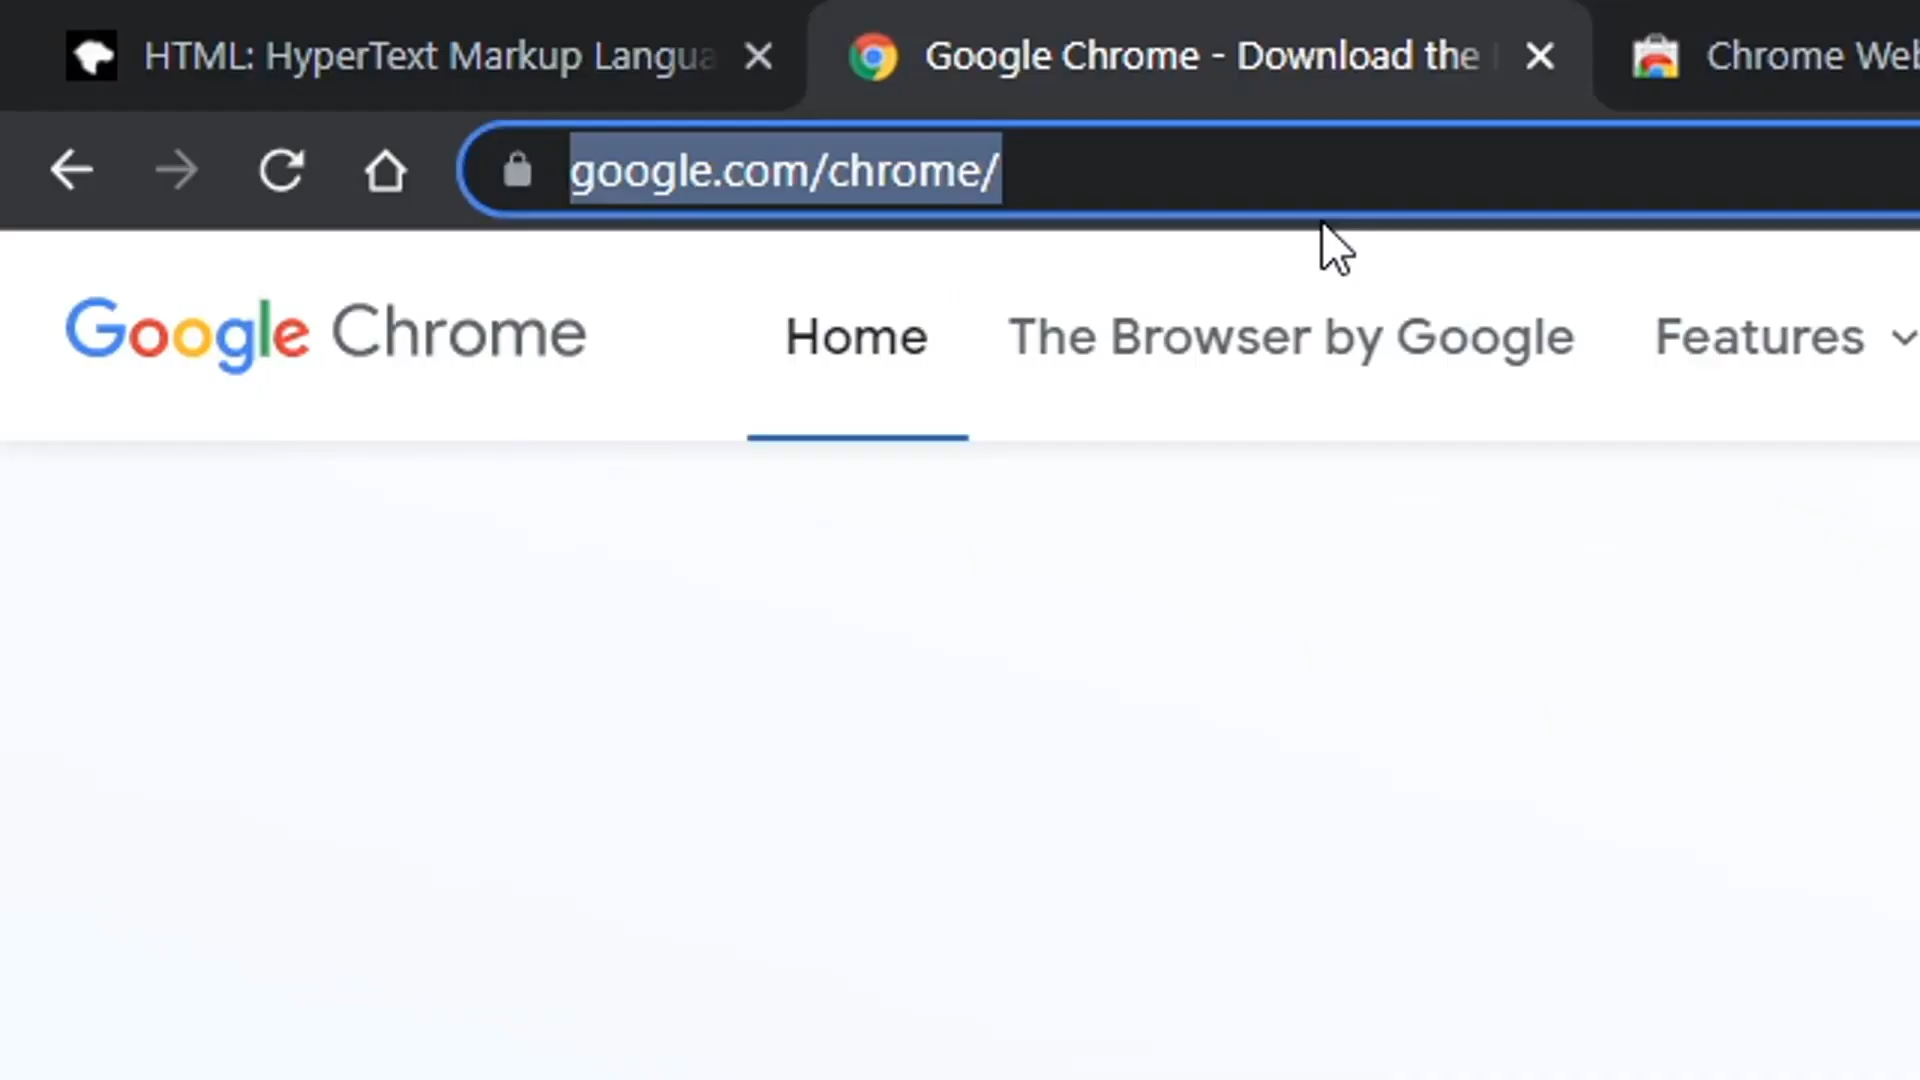 HTML: HyperText Markup Langua
Google Chrome - Download the
Chrome Web
google.com/chrome/
Google Chrome
Home
The Browser by Google
Features